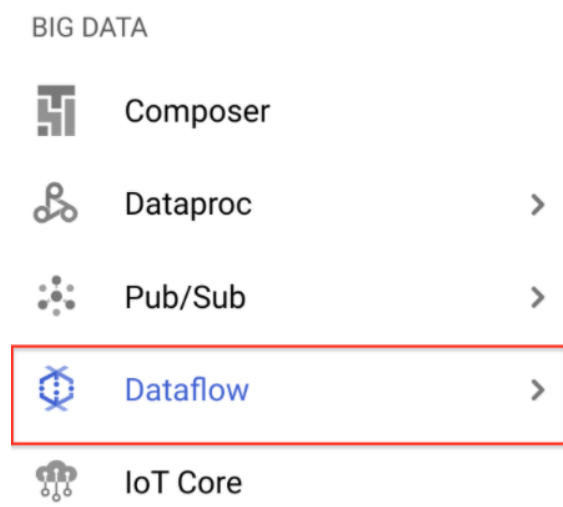 BIG DATA
Composer
Dataproc
Pub/Sub
Dataflow
IoT Core